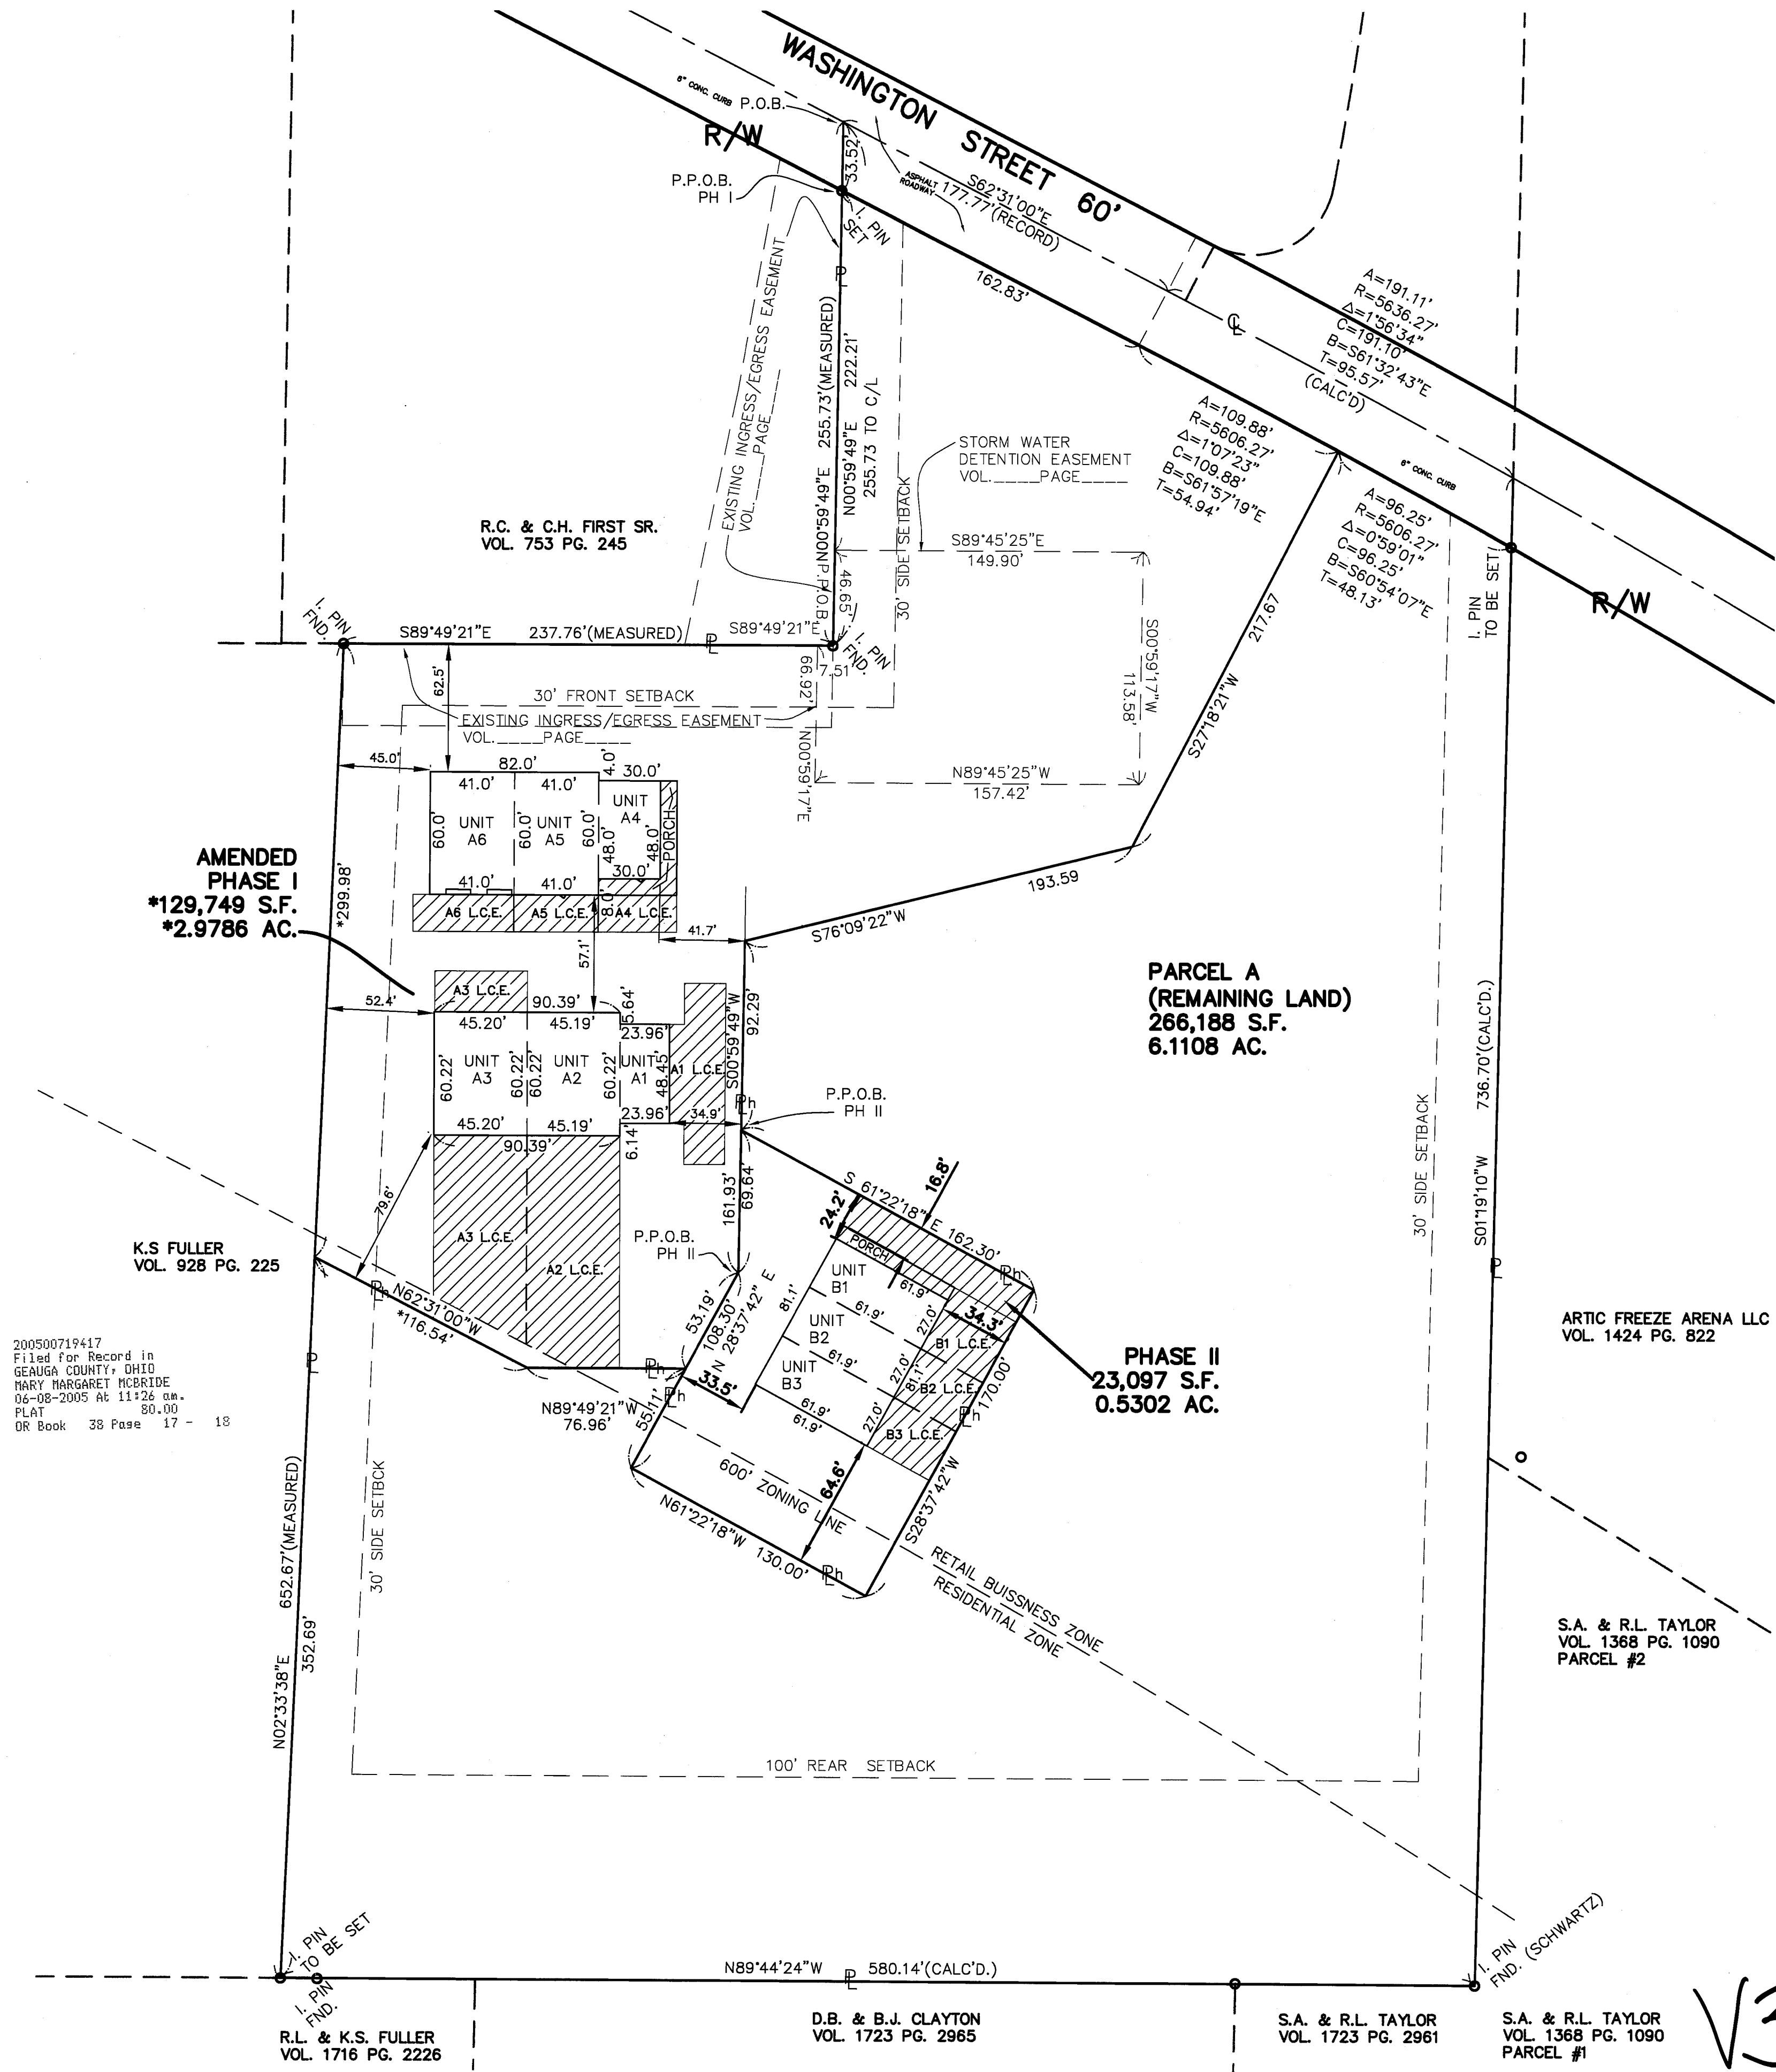 WASHINGTON STREET 60'
6" CONC. CURB
P.O.B.
R/W
33.52'
P.P.O.B.
PH I
I. PIN
SET
ASPHALT
ROADWAY
S62°31'00"E
177.77'(RECORD)
162.83'
C L
A=191.11'
R=5636.27'
Δ=1°56'34"
C=191.10'
B=S61°32'43"E
T=95.57'
(CALC'D)
A=109.88'
R=5606.27'
Δ=1°07'23"
C=109.88'
B=S61°57'19"E
T=54.94'
6" CONC. CURB
A=96.25'
R=5606.27'
Δ=0°59'01"
C=96.25'
B=S60°54'07"E
T=48.13'
I. PIN
TO BE SET
R/W
EXISTING INGRESS/EGRESS EASEMENT
VOL.____PAGE____
P.P.O.B.
N00°59'49"E 255.73'(MEASURED)
N00°59'49"E 222.21'
255.73 TO C/L
30' SIDE SETBACK
STORM WATER
DETENTION EASEMENT
VOL.____PAGE____
S89°45'25"E
149.90'
46.65'
S00°59'17"W
113.58'
217.67
S27°18'21"W
R.C. & C.H. FIRST SR.
VOL. 753 PG. 245
I. PIN
FND.
S89°49'21"E 237.76'(MEASURED)
P L
S89°49'21"E
I. PIN
FND.
7.51'
66.92'
N00°59'17"E
62.5'
30' FRONT SETBACK
EXISTING INGRESS/EGRESS EASEMENT
VOL.____PAGE____
N89°45'25"W
157.42'
45.0'
82.0'
4.0'
30.0'
41.0'
41.0'
UNIT
A4
60.0'
UNIT
A6
60.0'
UNIT
A5
60.0'
48.0'
48.0'
PORCH
30.0'
41.0'
41.0'
8.0'
A6 L.C.E.
A5 L.C.E.
A4 L.C.E.
AMENDED
PHASE I
*129,749 S.F.
*2.9786 AC.
*299.98'
193.59
S76°09'22"W
41.7'
57.1'
A3 L.C.E.
52.4'
90.39'
5.64'
45.20'
45.19'
23.96'
S00°59'49"W
92.29'
60.22'
UNIT
A3
60.22'
60.22'
UNIT
A2
60.22'
UNIT
A1
48.45'
A1 L.C.E.
45.20'
45.19'
23.96'
34.9'
90.39'
6.14'
P.P.O.B.
PH II
PARCEL A
(REMAINING LAND)
266,188 S.F.
6.1108 AC.
736.70'(CALC'D.)
S01°19'10"W
30' SIDE SETBACK
161.93'
69.64'
S 61°22'18" E 162.30'
16.8'
24.2'
PORCH
79.6'
A3 L.C.E.
A2 L.C.E.
P.P.O.B.
PH II
K.S FULLER
VOL. 928 PG. 225
N62°31'00"W
*116.54'
53.19'
108.30'
N 28°37'42" E
81.1'
UNIT
B1
61.9'
61.9'
UNIT
B2
61.9'
UNIT
B3
61.9'
61.9'
27.0'
27.0'
81.1'
27.0'
34.3'
B1 L.C.E.
B2 L.C.E.
B3 L.C.E.
170.00'
S28°37'42"W
PHASE II
23,097 S.F.
0.5302 AC.
ARTIC FREEZE ARENA LLC
VOL. 1424 PG. 822
200500719417
Filed for Record in
GEAUGA COUNTY, OHIO
MARY MARGARET MCBRIDE
06-08-2005 At 11:26 am.
PLAT 80.00
OR Book 38 Page 17 - 18
N89°49'21"W
76.96'
55.11'
33.5'
600' ZONING LINE
64.6'
N61°22'18"W 130.00'
RETAIL BUISSNESS ZONE
RESIDENTIAL ZONE
652.67'(MEASURED)
N02°33'38"E
352.69'
30' SIDE SETBCK
S.A. & R.L. TAYLOR
VOL. 1368 PG. 1090
PARCEL #2
100' REAR SETBACK
I. PIN
TO BE SET
I. PIN
FND.
N89°44'24"W 580.14'(CALC'D.)
I. PIN
FND. (SCHWARTZ)
R.L. & K.S. FULLER
VOL. 1716 PG. 2226
D.B. & B.J. CLAYTON
VOL. 1723 PG. 2965
S.A. & R.L. TAYLOR
VOL. 1723 PG. 2961
S.A. & R.L. TAYLOR
VOL. 1368 PG. 1090
PARCEL #1